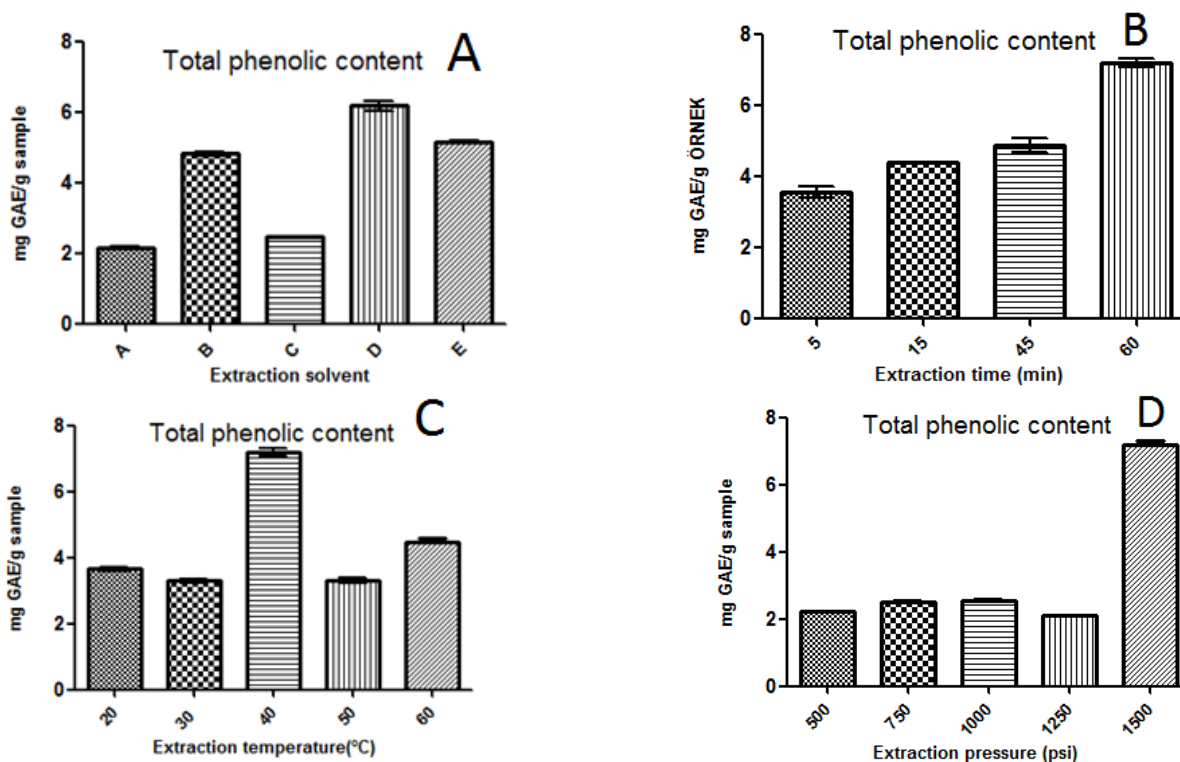 Total phenolic content A
mg GAE/g sample
8
6
4
2
0
A B C D E
Extraction solvent
Total phenolic content B
mg GAE/g ÖRNEK
8
6
4
2
0
5 15 45 60
Extraction time (min)
Total phenolic content C
mg GAE/g sample
8
6
4
2
0
20 30 40 50 60
Extraction temperature(°C)
Total phenolic content D
mg GAE/g sample
8
6
4
2
0
500 750 1000 1250 1500
Extraction pressure (psi)